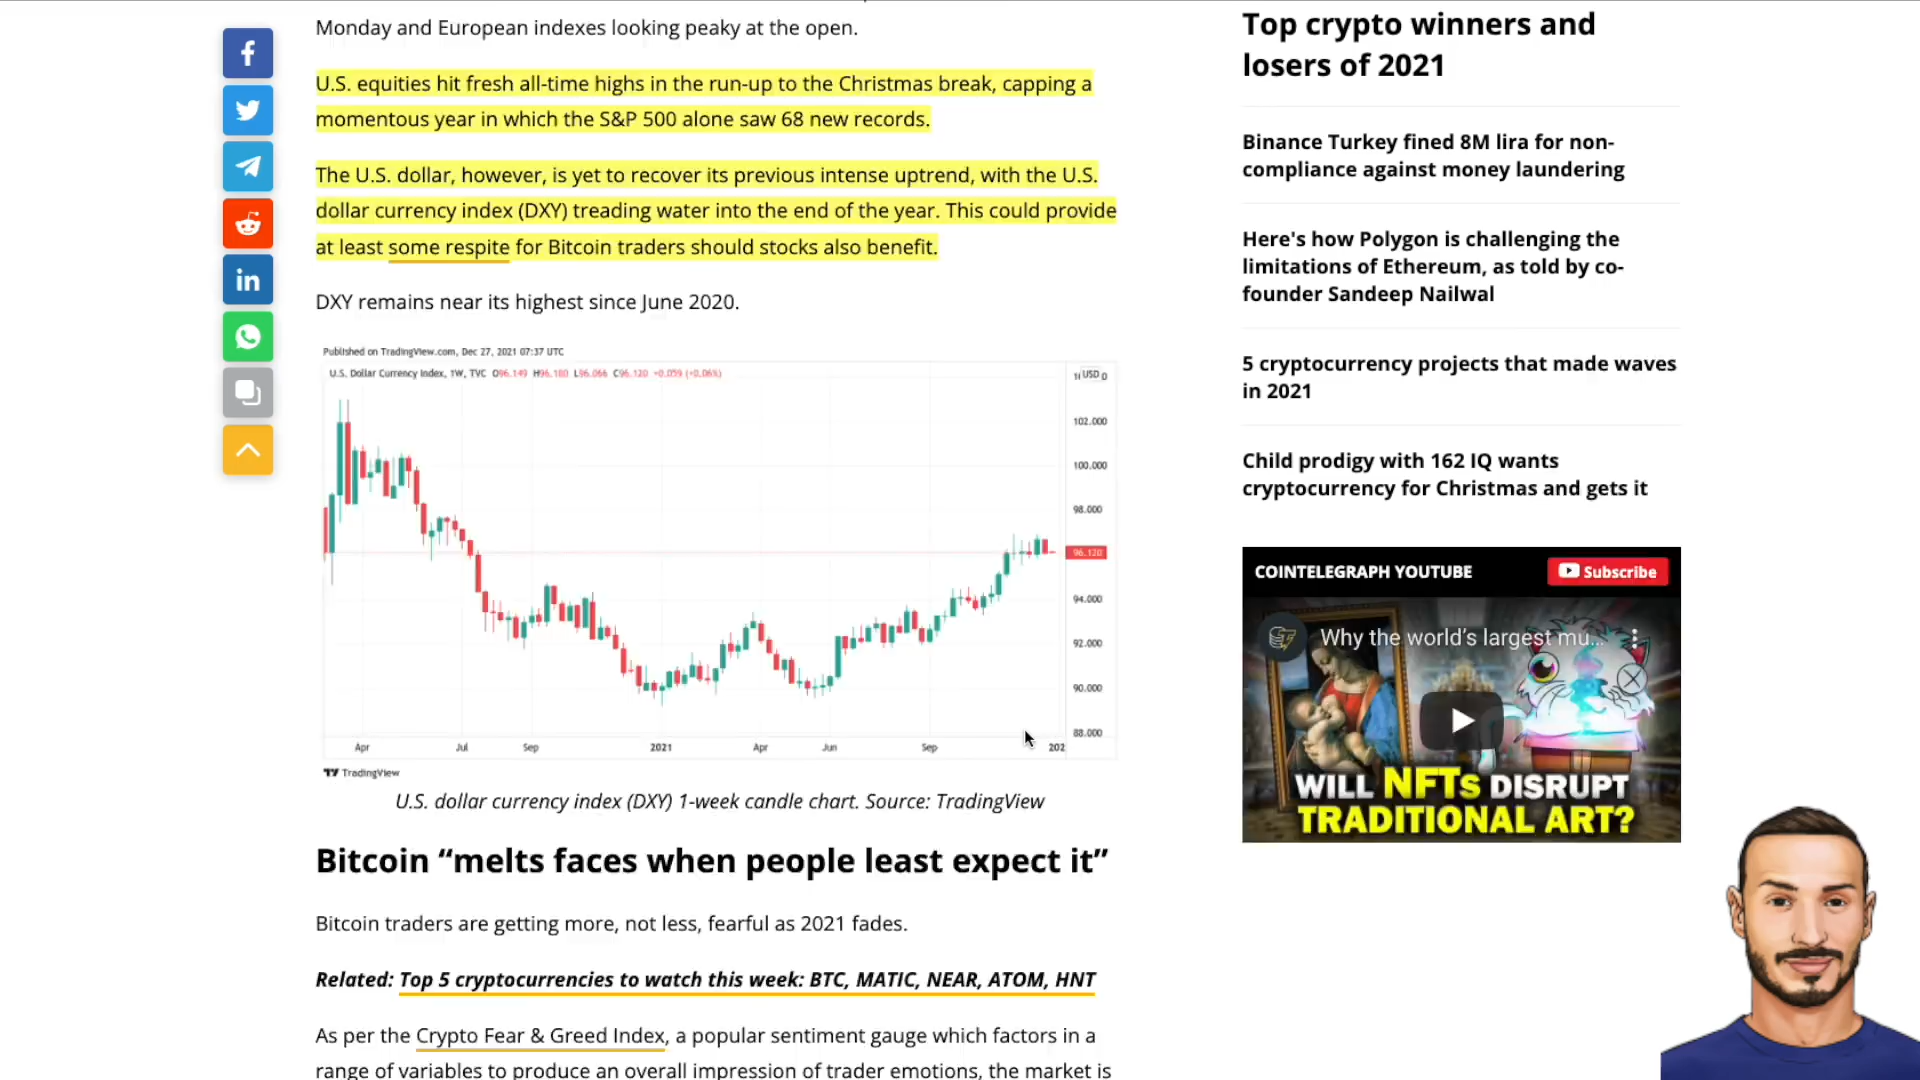 Monday and European indexes looking peaky at the open.
U.S. equities hit fresh all-time highs in the run-up to the Christmas break, capping a
momentous year in which the S&P 500 alone saw 68 new records.
The U.S. dollar, however, is yet to recover its previous intense uptrend, with the U.S.
dollar currency index (DXY) treading water into the end of the year. This could provide
at least some respite for Bitcoin traders should stocks also benefit.
DXY remains near its highest since June 2020.
Published on TradingView.com, Dec 27, 2021 07:37 UTC
U.S. Dollar Currency Index, 1W, TVC O96.149 H96.180 L96.066 C96.120 +0.059 (+0.06%)
USD
102.000
100.000
98.000
96.120
94.000
92.000
90.000
88.000
Apr Jul Sep 2021 Apr Jun Sep 202
TradingView
U.S. dollar currency index (DXY) 1-week candle chart. Source: TradingView
Bitcoin “melts faces when people least expect it”
Bitcoin traders are getting more, not less, fearful as 2021 fades.
Related: Top 5 cryptocurrencies to watch this week: BTC, MATIC, NEAR, ATOM, HNT
As per the Crypto Fear & Greed Index, a popular sentiment gauge which factors in a
range of variables to produce an overall impression of trader emotions, the market is
Top crypto winners and
losers of 2021
Binance Turkey fined 8M lira for non-
compliance against money laundering
Here's how Polygon is challenging the
limitations of Ethereum, as told by co-
founder Sandeep Nailwal
5 cryptocurrency projects that made waves
in 2021
Child prodigy with 162 IQ wants
cryptocurrency for Christmas and gets it
COINTELEGRAPH YOUTUBE
Subscribe
Why the world’s largest mu...
WILL NFTs DISRUPT
TRADITIONAL ART?